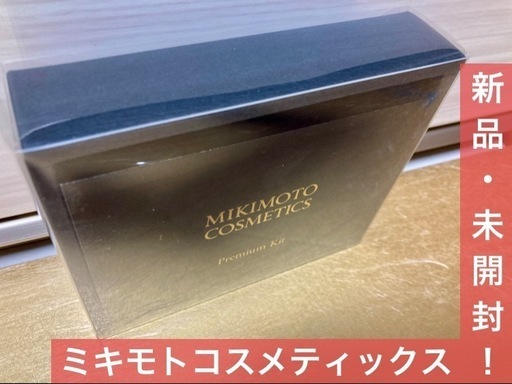 MIKIMOTO
COSMETICS
Premium Kit
新品・未開封！
ミキモトコスメティックス